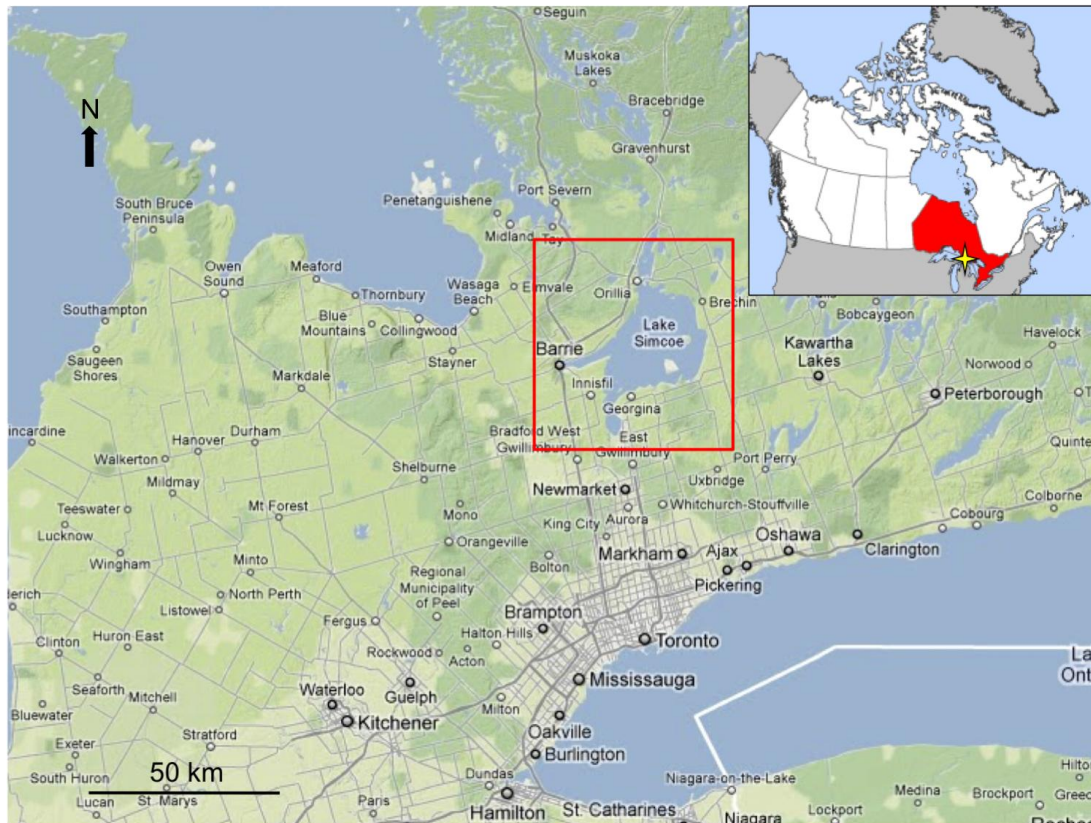 Seguin
Muskoka
Lakes
Bracebridge
N
Gravenhurst
Port Severn
South Bruce
Peninsula
Penetanguishene
Midland
Tay
Owen
Sound
Meaford
Wasaga
Beach
Elmvale
Orillia
Brechin
Thornbury
Southampton
Blue
Mountains
Collingwood
Lake
Simcoe
Bobcaygeon
Havelock
Saugeen
Shores
Stayner
Barrie
Kawartha
Lakes
Norwood
Markdale
Innisfil
Georgina
Peterborough
incardine
Hanover
Durham
Bradford West
Gwillimbury
East
Gwillimbury
Quinte
Walkerton
Shelburne
Port Perry
Uxbridge
Mildmay
Newmarket
Whitchurch-Stouffville
Colborne
Teeswater
Mt Forest
Mono
King City
Aurora
Cobourg
Lucknow
Orangeville
Markham
Ajax
Oshawa
Clarington
Wingham
Minto
Bolton
Pickering
Regional
Municipality
of Peel
erich
North Perth
Listowel
Brampton
Fergus
Halton Hills
Toronto
Clinton
Huron East
Rockwood
Acton
La
Ont
Seaforth
Mitchell
Waterloo
Guelph
Mississauga
Bluewater
Kitchener
Milton
Oakville
Stratford
Exeter
Burlington
South Huron
50 km
Dundas
Niagara-on-the-Lake
Hilto
Lucan
St. Marys
Paris
Hamilton
St. Catharines
Medina
Brockport
Gree
Niagara
Lockport